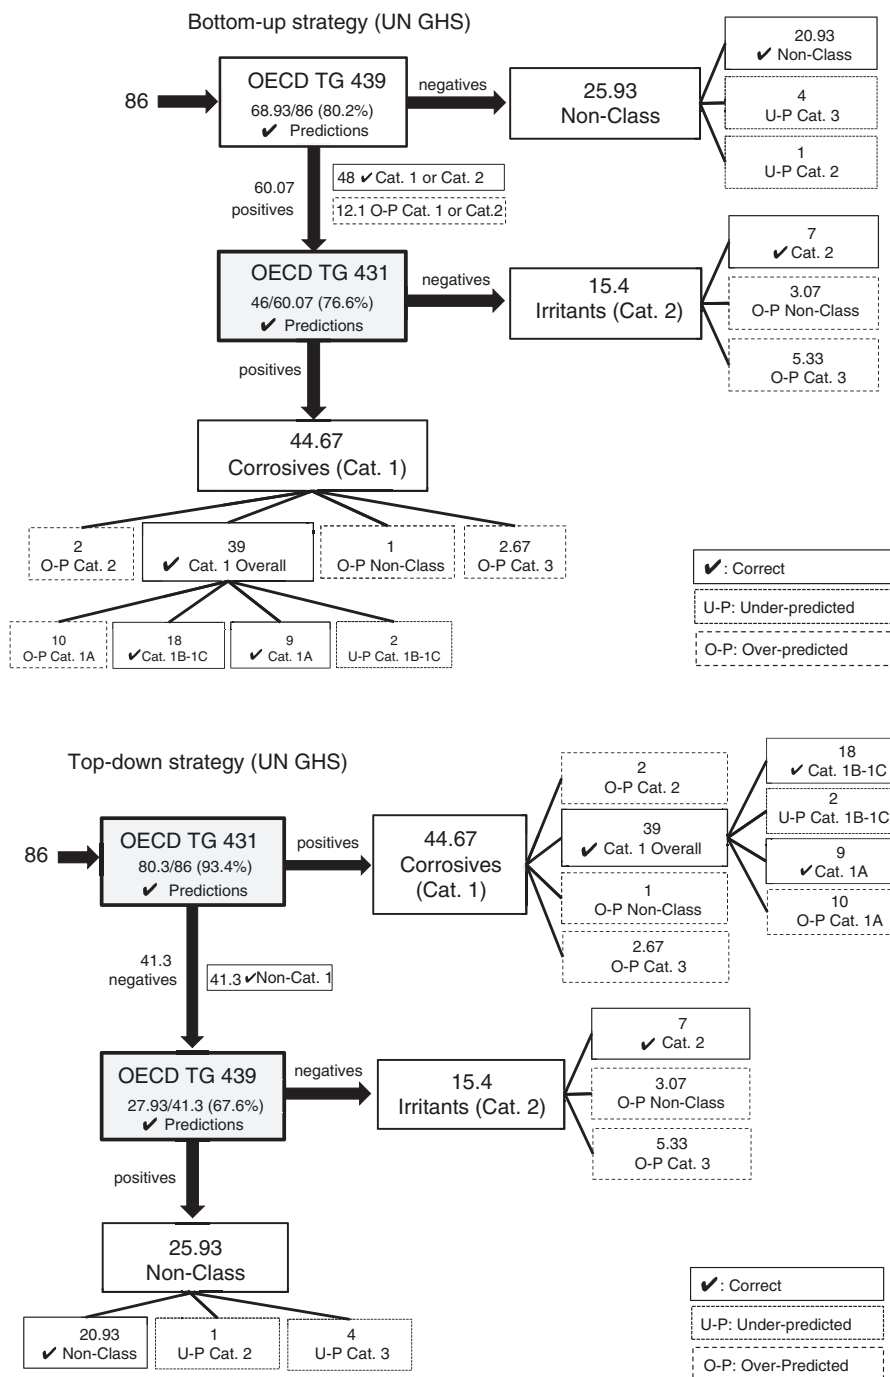 Bottom-up strategy (UN GHS)
86
OECD TG 439
68.93/86 (80.2%)
✔ Predictions
negatives
25.93
Non-Class
20.93
✔ Non-Class
4
U-P Cat. 3
1
U-P Cat. 2
60.07
positives
48 ✔Cat. 1 or Cat. 2
12.1 O-P Cat. 1 or Cat.2
OECD TG 431
46/60.07 (76.6%)
✔ Predictions
negatives
15.4
Irritants (Cat. 2)
7
✔ Cat. 2
3.07
O-P Non-Class
5.33
O-P Cat. 3
positives
44.67
Corrosives (Cat. 1)
2
O-P Cat. 2
39
✔ Cat. 1 Overall
1
O-P Non-Class
2.67
O-P Cat. 3
10
O-P Cat. 1A
18
✔Cat. 1B-1C
9
✔ Cat. 1A
2
U-P Cat. 1B-1C
✔: Correct
U-P: Under-predicted
O-P: Over-predicted
Top-down strategy (UN GHS)
86
OECD TG 431
80.3/86 (93.4%)
✔ Predictions
positives
44.67
Corrosives
(Cat. 1)
2
O-P Cat. 2
39
✔ Cat. 1 Overall
1
O-P Non-Class
2.67
O-P Cat. 3
18
✔ Cat. 1B-1C
2
U-P Cat. 1B-1C
9
✔Cat. 1A
10
O-P Cat. 1A
41.3
negatives
41.3 ✔Non-Cat. 1
OECD TG 439
27.93/41.3 (67.6%)
✔ Predictions
negatives
15.4
Irritants (Cat. 2)
7
✔ Cat. 2
3.07
O-P Non-Class
5.33
O-P Cat. 3
positives
25.93
Non-Class
20.93
✔ Non-Class
1
U-P Cat. 2
4
U-P Cat. 3
✔: Correct
U-P: Under-predicted
O-P: Over-Predicted